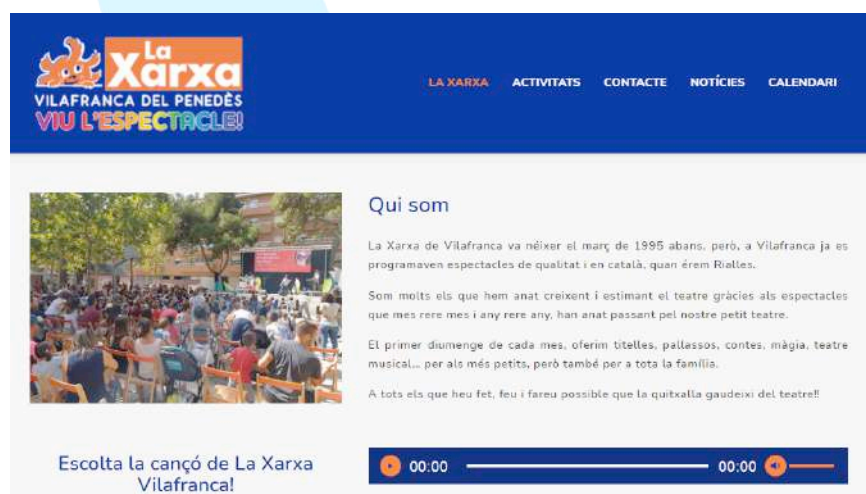 La
Xarxa
VILAFRANCA DEL PENEDÈS
VIU L'ESPECTACLE!
LA XARXA ACTIVITATS CONTACTE NOTÍCIES CALENDARI
Qui som
La Xarxa de Vilafranca va néixer el març de 1995 abans, però, a Vilafranca ja es
programaven espectacles de qualitat i en català, quan érem Rialles.
Som molts els que hem anat creixent i estimant el teatre gràcies als espectacles
que mes rere mes i any rere any, han anat passant pel nostre petit teatre.
El primer diumenge de cada mes, oferim titelles, pallassos, contes, màgia, teatre
musical... per als més petits, però també per a tota la família.
A tots els que heu fet, feu i fareu possible que la quitxalla gaudeixi del teatre!!
Escolta la cançó de La Xarxa
Vilafranca!
00:00 00:00